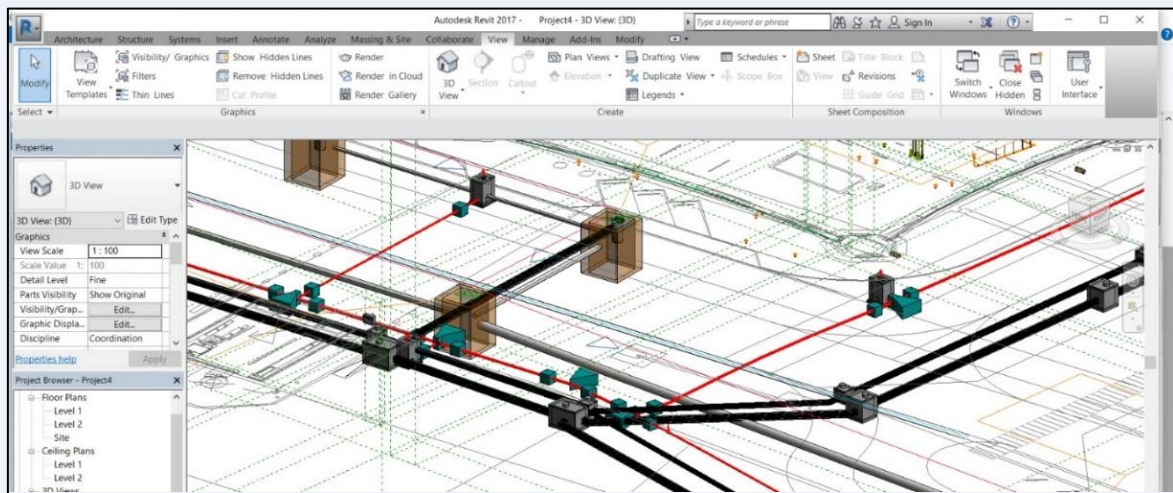 Autodesk Revit 2017 - Project4 - 3D View: {3D}
Type a keyword or phrase
Sign In
Architecture Structure Systems Insert Annotate Analyze Massing & Site Collaborate View Manage Add-Ins Modify
Modify
Select
View
Templates
Visibility/ Graphics
Filters
Thin Lines
Show Hidden Lines
Remove Hidden Lines
Cut Profile
Render
Render in Cloud
Render Gallery
Graphics
3D
View
Section
Callout
Plan Views
Elevation
Drafting View
Duplicate View
Legends
Schedules
Scope Box
Create
Sheet
View
Title Block
Revisions
Guide Grid
Sheet Composition
Switch
Windows
Close
Hidden
Windows
User
Interface
Properties
3D View
3D View: {3D}
Edit Type
Graphics
View Scale 1 : 100
Scale Value 1: 100
Detail Level Fine
Parts Visibility Show Original
Visibility/Grap... Edit...
Graphic Displa... Edit...
Discipline Coordination
Properties help
Apply
Project Browser - Project4
Floor Plans
Level 1
Level 2
Site
Ceiling Plans
Level 1
Level 2
3D Views